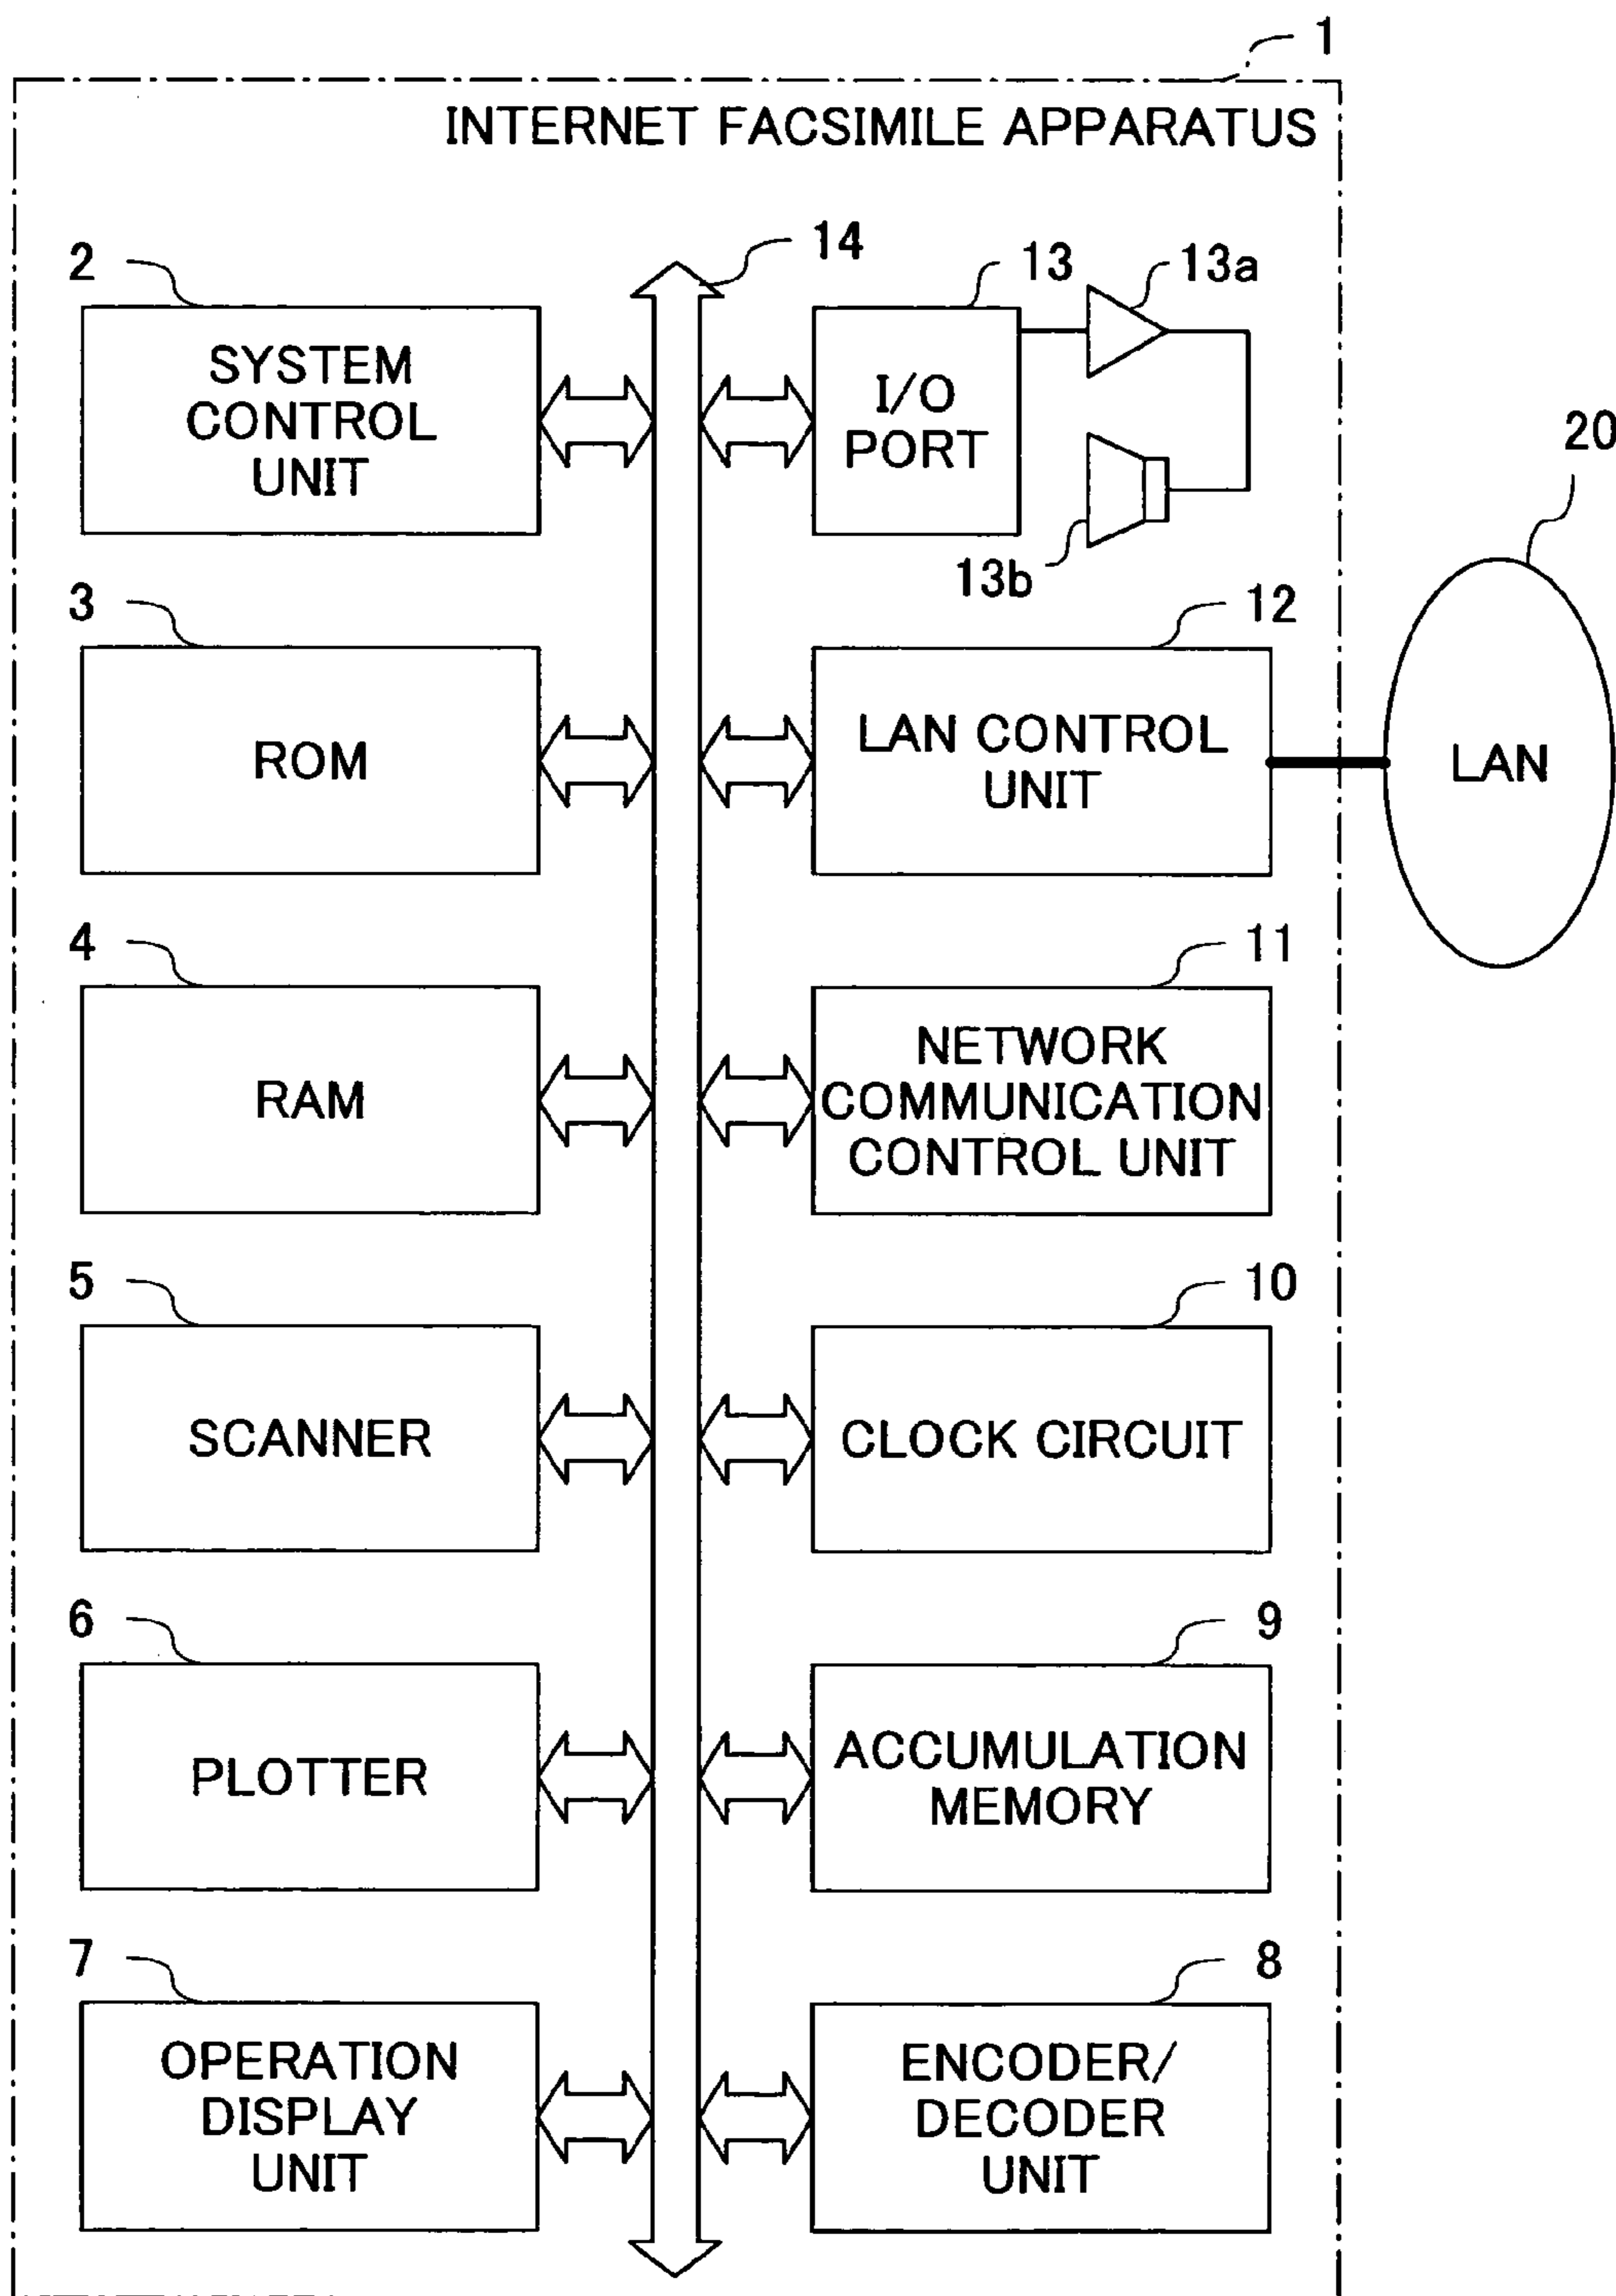 1
INTERNET FACSIMILE APPARATUS
2
14
13
13a
SYSTEM
CONTROL
UNIT
I/O
PORT
13b
20
3
12
ROM
LAN CONTROL
UNIT
LAN
4
11
RAM
NETWORK
COMMUNICATION
CONTROL UNIT
5
10
SCANNER
CLOCK CIRCUIT
6
9
PLOTTER
ACCUMULATION
MEMORY
7
8
OPERATION
DISPLAY
UNIT
ENCODER/
DECODER
UNIT